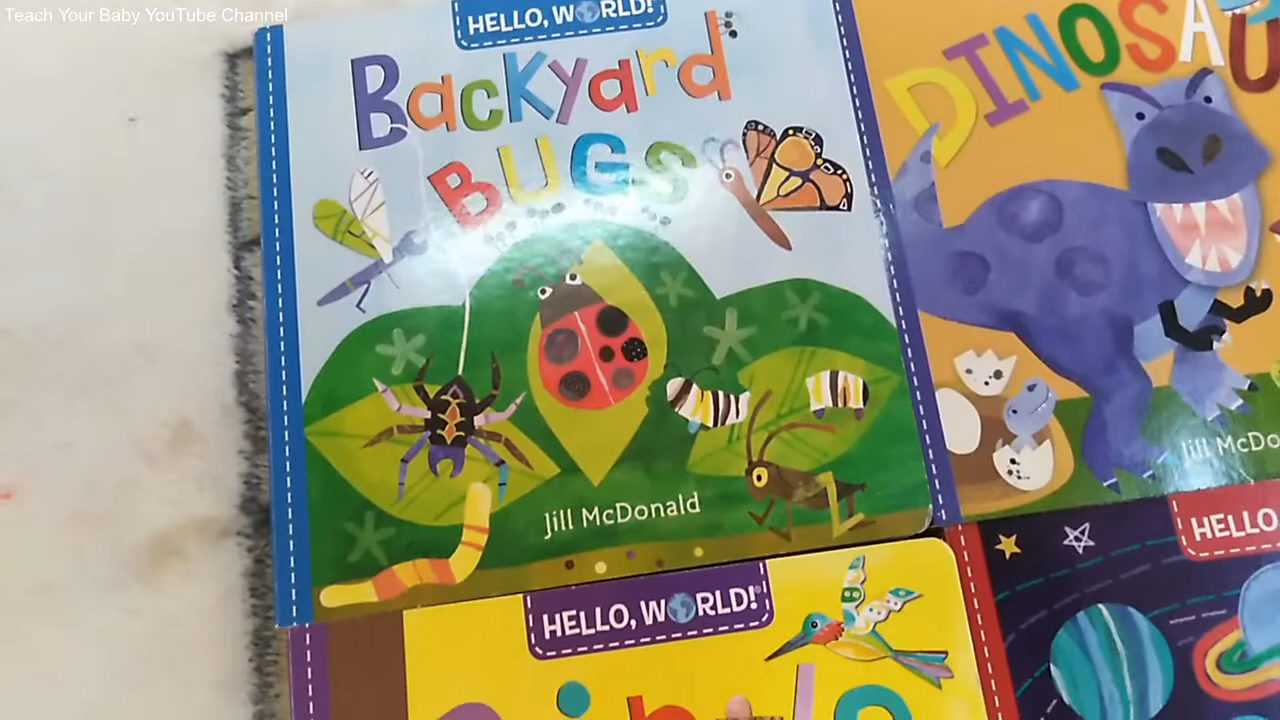 Teach Your Baby YouTube Channel
HELLO, WORLD!
Backyard
BUGS
Jill McDonald
DINOSAU
Jill McDo
HELLO, WORLD!
HELLO